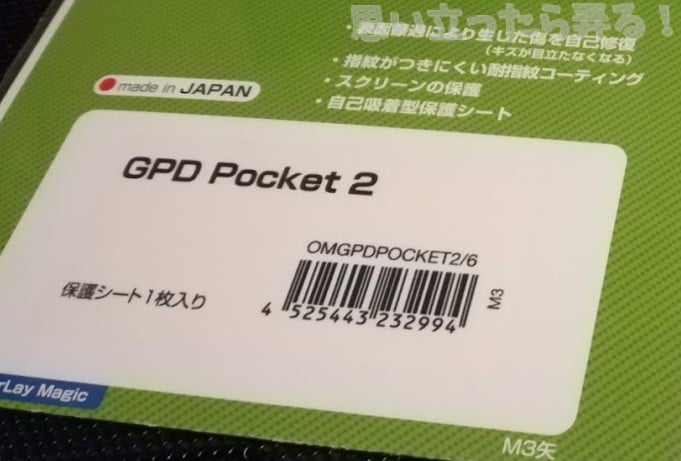 思い立ったら弄る！
・表面擦過により生じた傷を自己修復
（キズが目立たなくなる）
・指紋がつきにくい耐指紋コーティング
・スクリーンの保護
・自己吸着型保護シート
made in JAPAN
GPD Pocket 2
OMGPDPOCKET2/6
保護シート1枚入り
4 525443 232994
M3
rLay Magic
M3矢